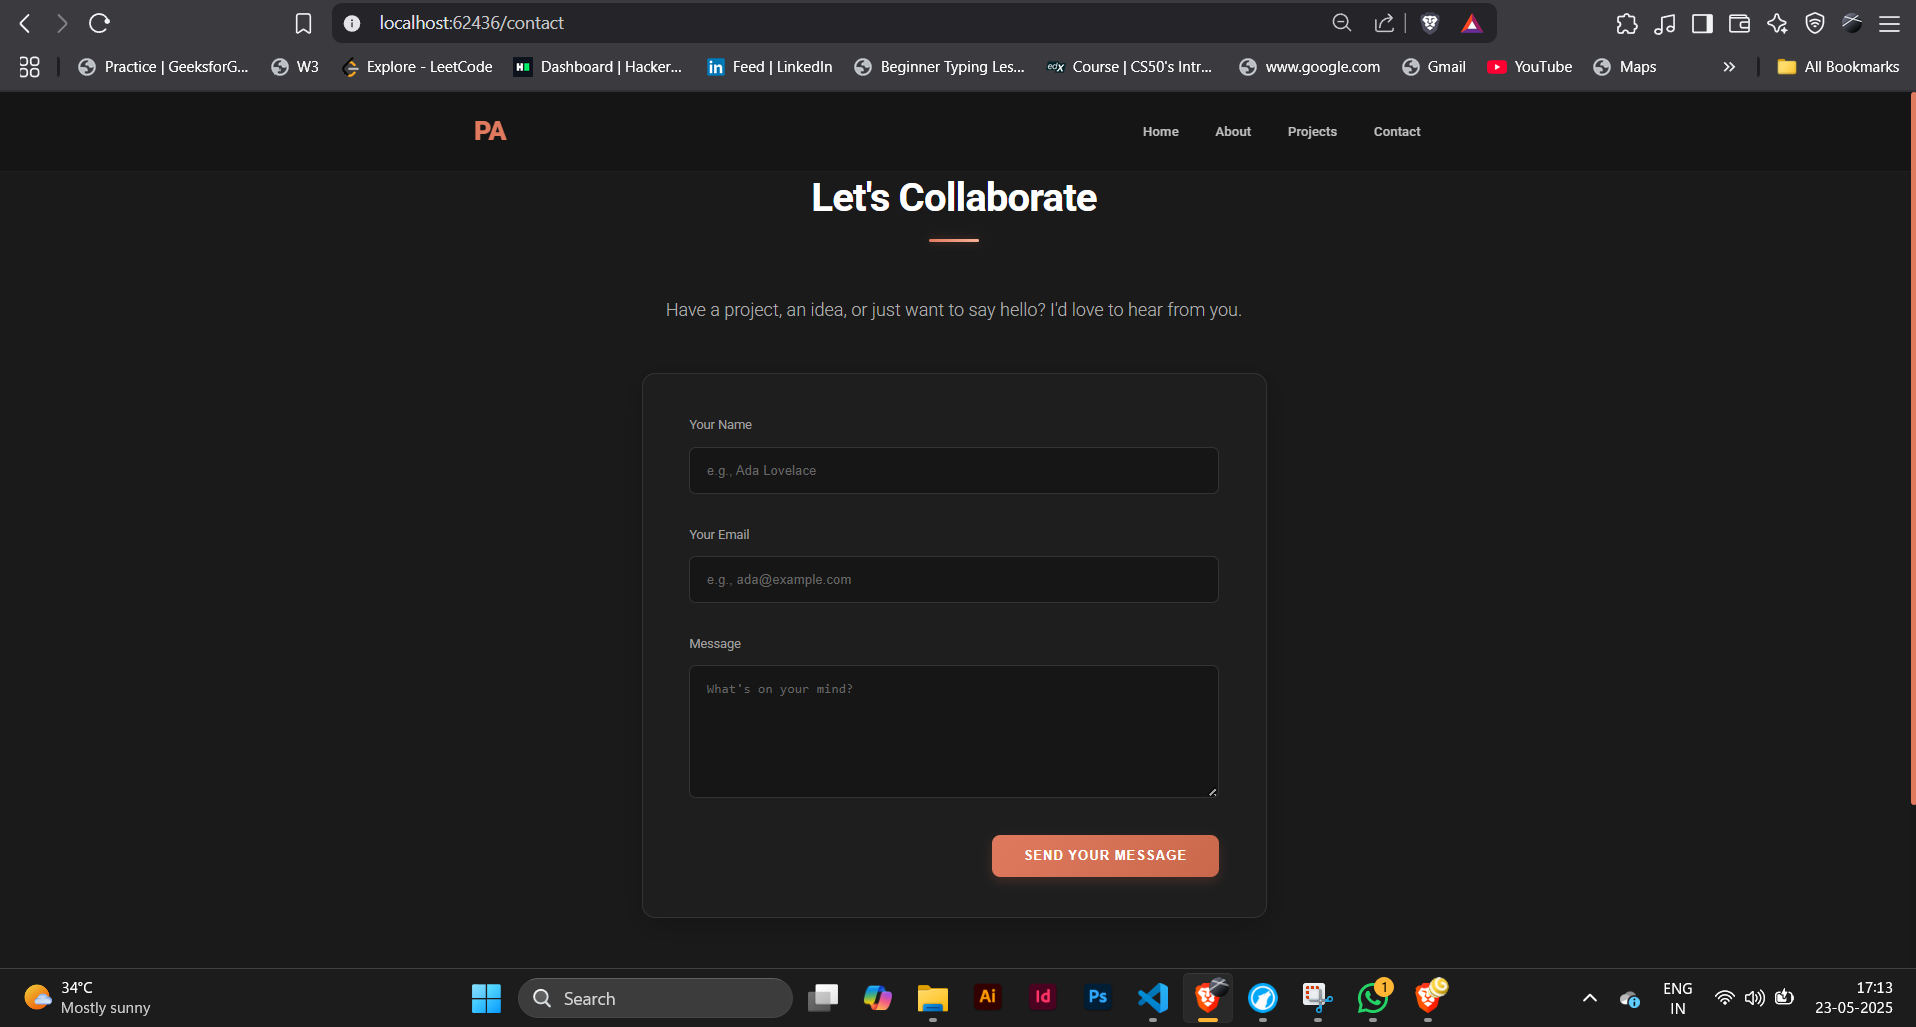 localhost:62436/contact
Practice | GeeksforG... W3 Explore - LeetCode Dashboard | Hacker... Feed | LinkedIn Beginner Typing Les... Course | CS50's Intr... www.google.com Gmail YouTube Maps » All Bookmarks
PA Home About Projects Contact
Let's Collaborate
Have a project, an idea, or just want to say hello? I'd love to hear from you.
Your Name
e.g., Ada Lovelace
Your Email
e.g., ada@example.com
Message
What's on your mind?
SEND YOUR MESSAGE
34°C
Mostly sunny
Search
Ai Id Ps
1
ENG
IN
17:13
23-05-2025